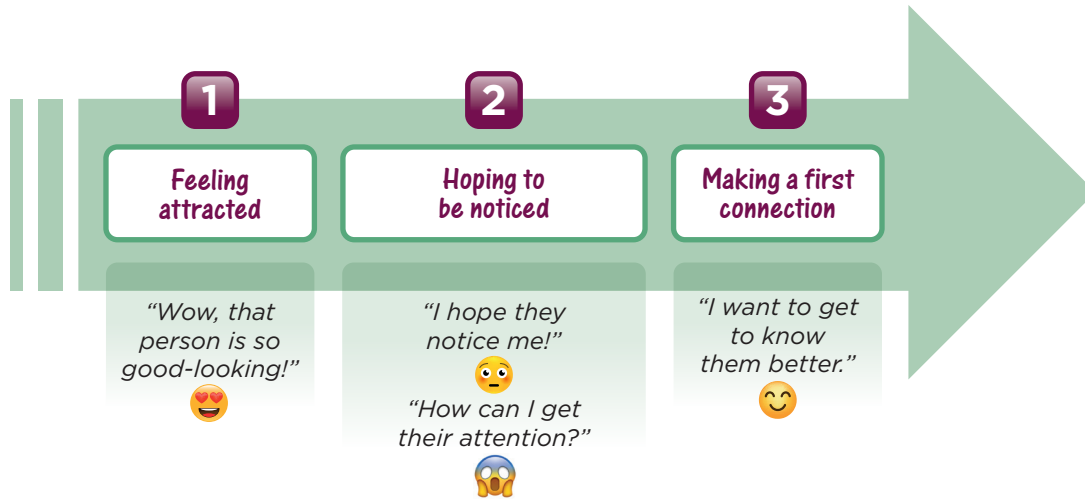 1
Feeling
attracted
“Wow, that
person is so
good-looking!”
2
Hoping to
be noticed
“I hope they
notice me!”
“How can I get
their attention?”
3
Making a first
connection
“I want to get
to know
them better.”